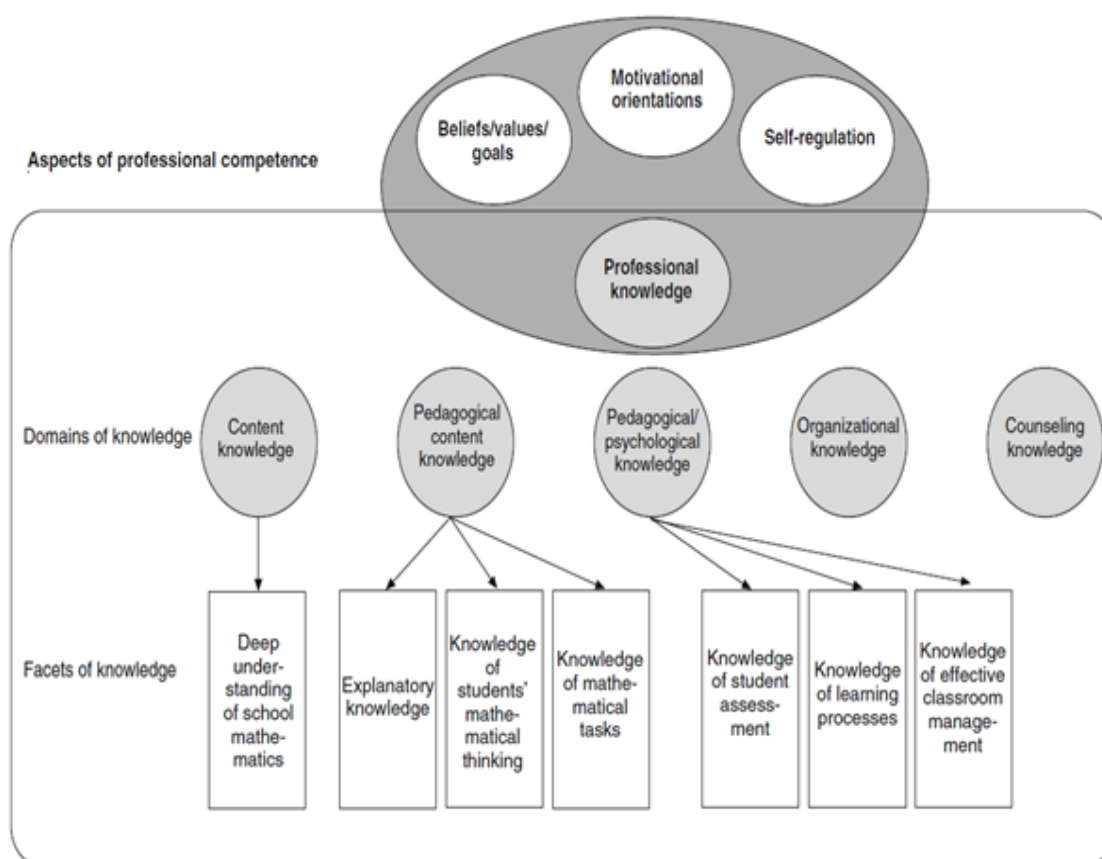 Motivational
orientations
Beliefs/values/
goals
Self-regulation
Aspects of professional competence
Professional
knowledge
Domains of knowledge
Content
knowledge
Pedagogical
content
knowledge
Pedagogical/
psychological
knowledge
Organizational
knowledge
Counseling
knowledge
Facets of knowledge
Deep
under-
standing
of school
mathe-
matics
Explanatory
knowledge
Knowledge
of
students'
mathe-
matical
thinking
Knowledge
of mathe-
matical
tasks
Knowledge
of student
assess-
ment
Knowledge
of learning
processes
Knowledge
of effective
classroom
manage-
ment